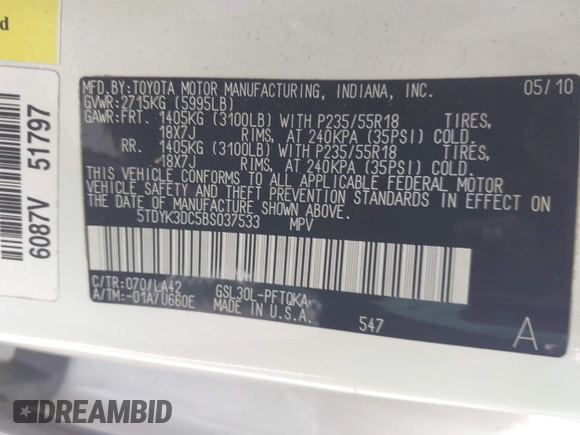 d
6087V 51797
MFD.BY:TOYOTA MOTOR MANUFACTURING, INDIANA, INC. 05/10
GVWR:2715KG (5995LB)
GAWR:FRT. 1405KG (3100LB) WITH P235/55R18 TIRES,
18X7J RIMS, AT 240KPA (35PSI) COLD.
RR. 1405KG (3100LB) WITH P235/55R18 TIRES,
18X7J RIMS, AT 240KPA (35PSI) COLD.
THIS VEHICLE CONFORMS TO ALL APPLICABLE FEDERAL MOTOR
VEHICLE SAFETY AND THEFT PREVENTION STANDARDS IN EFFECT ON
THE DATE OF MANUFACTURE SHOWN ABOVE.
5TDYK3DC5BS037533 MPV
C/TR:070/LA42 GSL30L-PFTQKA
A/TM:-01A/U660E MADE IN U.S.A.
547 A
DREAMBID